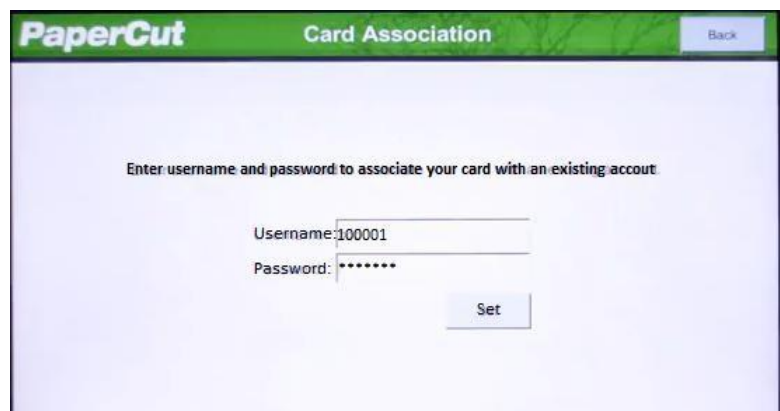 PaperCut Card Association Back
Enter username and password to associate your card with an existing accout
Username: 100001
Password: *******
Set